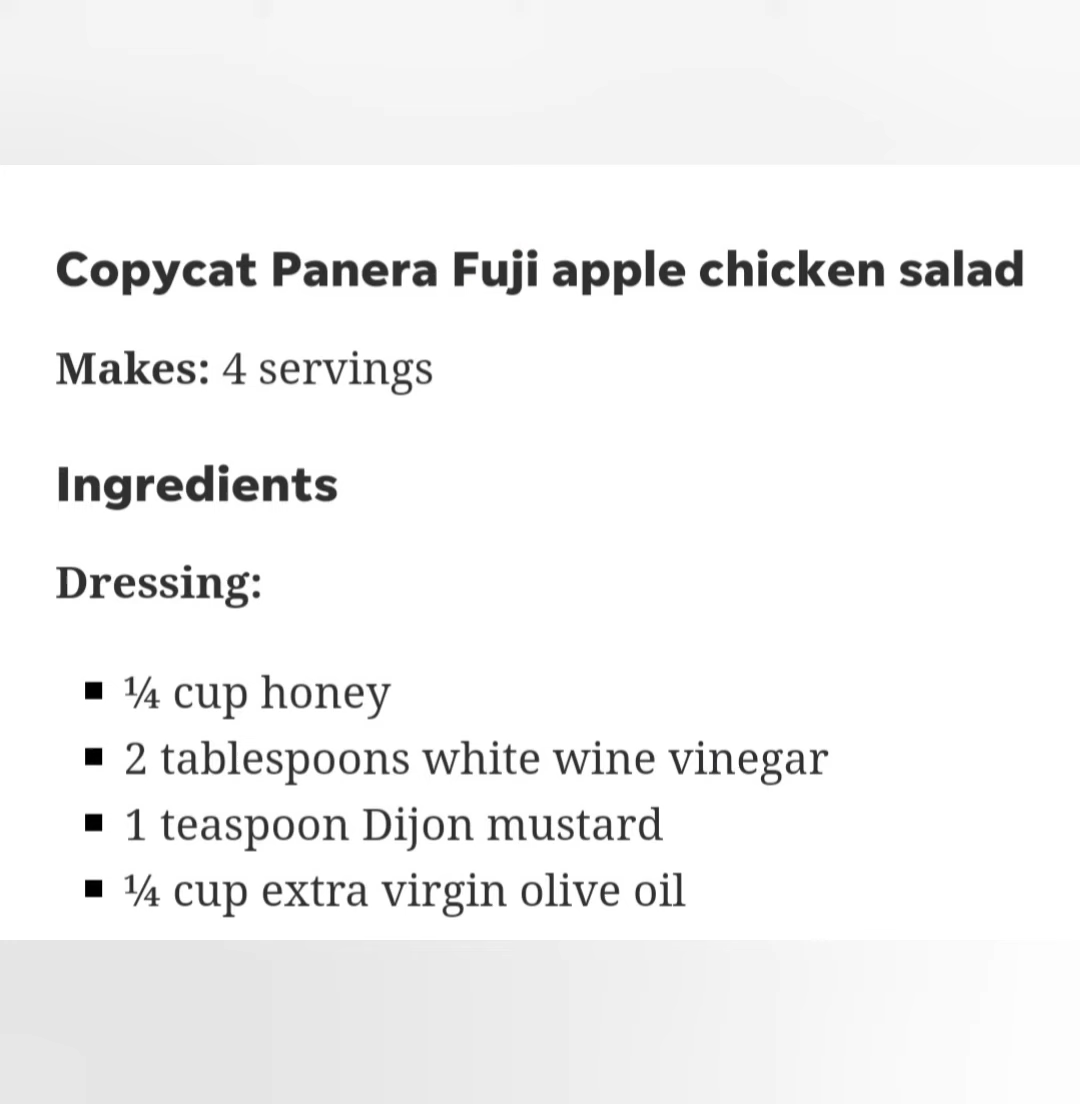 Copycat Panera Fuji apple chicken salad
Makes: 4 servings
Ingredients
Dressing:
▪ ¼ cup honey
▪ 2 tablespoons white wine vinegar
▪ 1 teaspoon Dijon mustard
▪ ¼ cup extra virgin olive oil